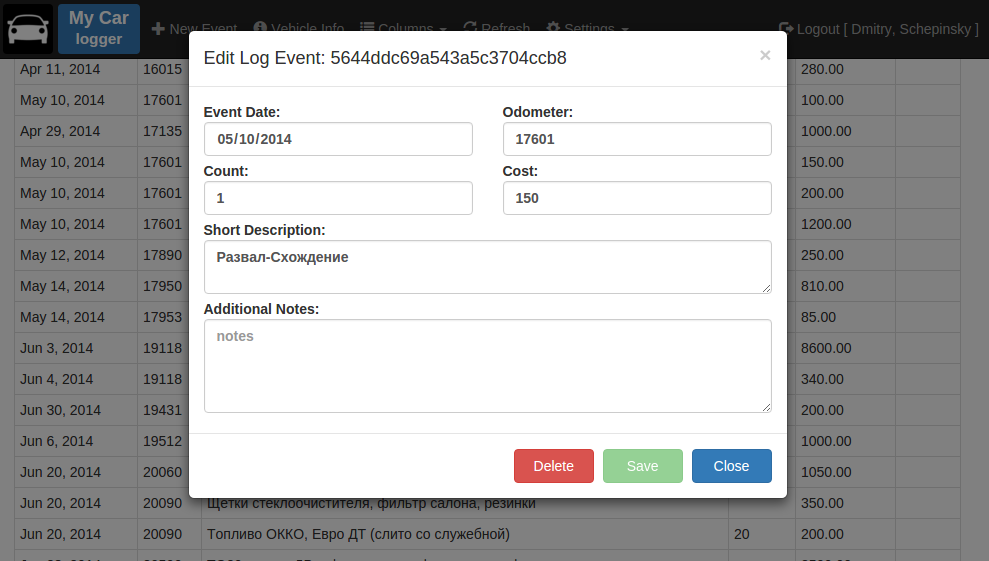 My Car
logger
New Event
Vehicle Info
Columns
Refresh
Settings
Logout [ Dmitry, Schepinsky ]
Edit Log Event: 5644ddc69a543a5c3704ccb8
×
Event Date:
Odometer:
05/10/2014
17601
Count:
Cost:
1
150
Short Description:
Развал-Схождение
Additional Notes:
notes
Delete
Save
Close
Apr 11, 2014 16015 280.00
May 10, 2014 17601 100.00
Apr 29, 2014 17135 1000.00
May 10, 2014 17601 150.00
May 10, 2014 17601 200.00
May 10, 2014 17601 1200.00
May 12, 2014 17890 250.00
May 14, 2014 17950 810.00
May 14, 2014 17953 85.00
Jun 3, 2014 19118 8600.00
Jun 4, 2014 19118 340.00
Jun 30, 2014 19431 200.00
Jun 6, 2014 19512 1000.00
Jun 20, 2014 20060 1050.00
Jun 20, 2014 20090 Щетки стеклоочистителя, фильтр салона, резинки 350.00
Jun 20, 2014 20090 Топливо ОККО, Евро ДТ (слито со служебной) 20 200.00